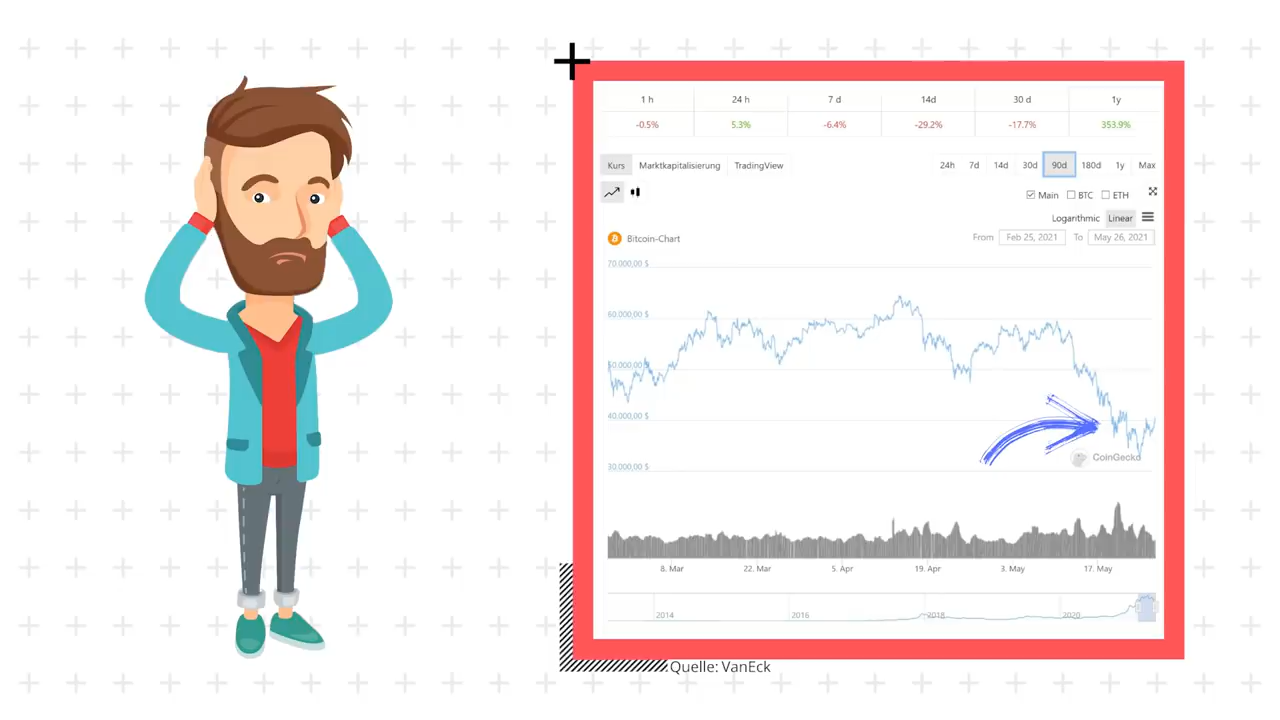 1 h 24 h 7 d 14d 30 d 1y
-0.5% 5.3% -6.4% -29.2% -17.7% 353.9%
Kurs Marktkapitalisierung TradingView 24h 7d 14d 30d 90d 180d 1y Max
Main BTC ETH
Logarithmic Linear
Bitcoin-Chart From Feb 25, 2021 To May 26, 2021
70.000,00 $
60.000,00 $
50.000,00 $
40.000,00 $
30.000,00 $
CoinGecko
8. Mar 22. Mar 5. Apr 19. Apr 3. May 17. May
2014 2016 2018 2020
Quelle: VanEck